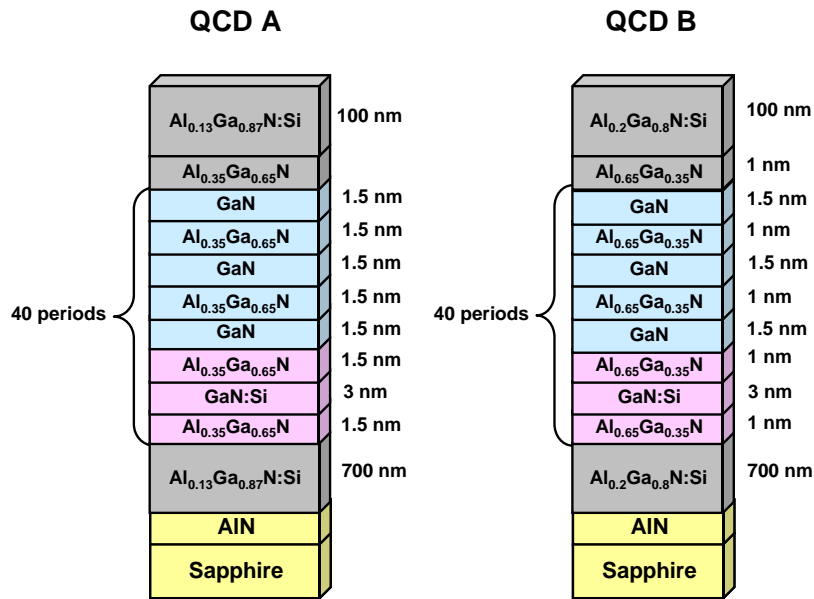 QCD A
Al0.13Ga0.87N:Si
100 nm
Al0.35Ga0.65N
GaN
1.5 nm
Al0.35Ga0.65N
1.5 nm
GaN
1.5 nm
Al0.35Ga0.65N
1.5 nm
GaN
1.5 nm
Al0.35Ga0.65N
1.5 nm
GaN:Si
3 nm
Al0.35Ga0.65N
1.5 nm
40 periods
Al0.13Ga0.87N:Si
700 nm
AlN
Sapphire
QCD B
Al0.2Ga0.8N:Si
100 nm
Al0.65Ga0.35N
1 nm
GaN
1.5 nm
Al0.65Ga0.35N
1 nm
GaN
1.5 nm
Al0.65Ga0.35N
1 nm
GaN
1.5 nm
Al0.65Ga0.35N
1 nm
GaN:Si
3 nm
Al0.65Ga0.35N
1 nm
40 periods
Al0.2Ga0.8N:Si
700 nm
AlN
Sapphire